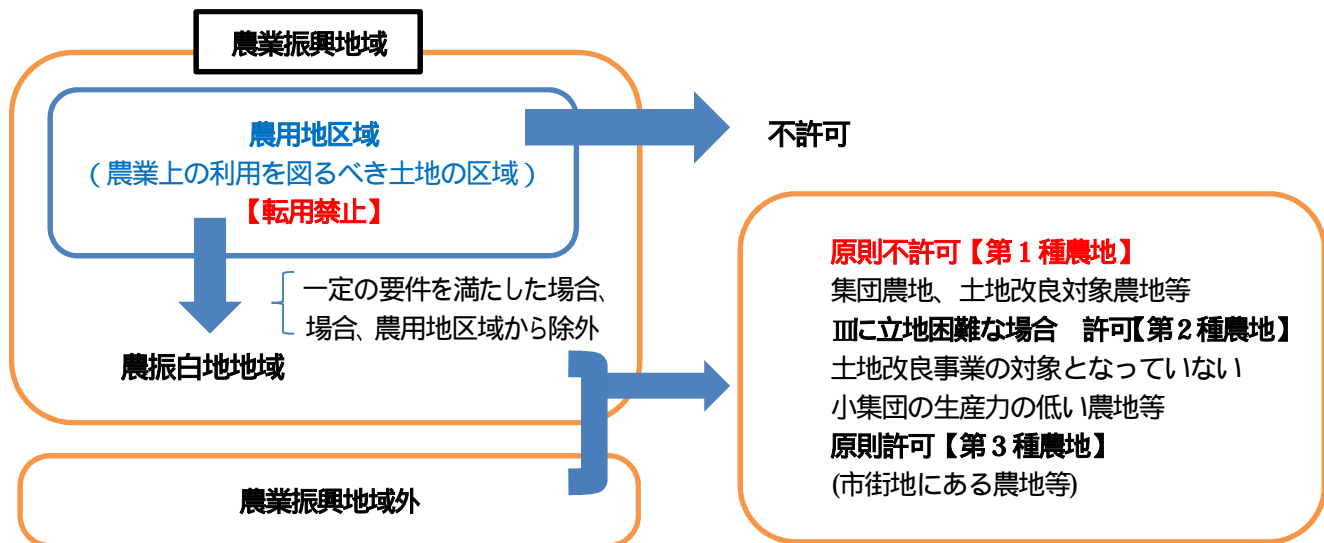 農業振興地域
農用地区域
(農業上の利用を図るべき土地の区域)
【転用禁止】
一定の要件を満たした場合、
場合、農用地区域から除外
農振白地地域
農業振興地域外
不許可
原則不許可【第1種農地】
集団農地、土地改良対象農地等
Ⅲに立地困難な場合　許可【第2種農地】
土地改良事業の対象となっていない
小集団の生産力の低い農地等
原則許可【第3種農地】
(市街地にある農地等)